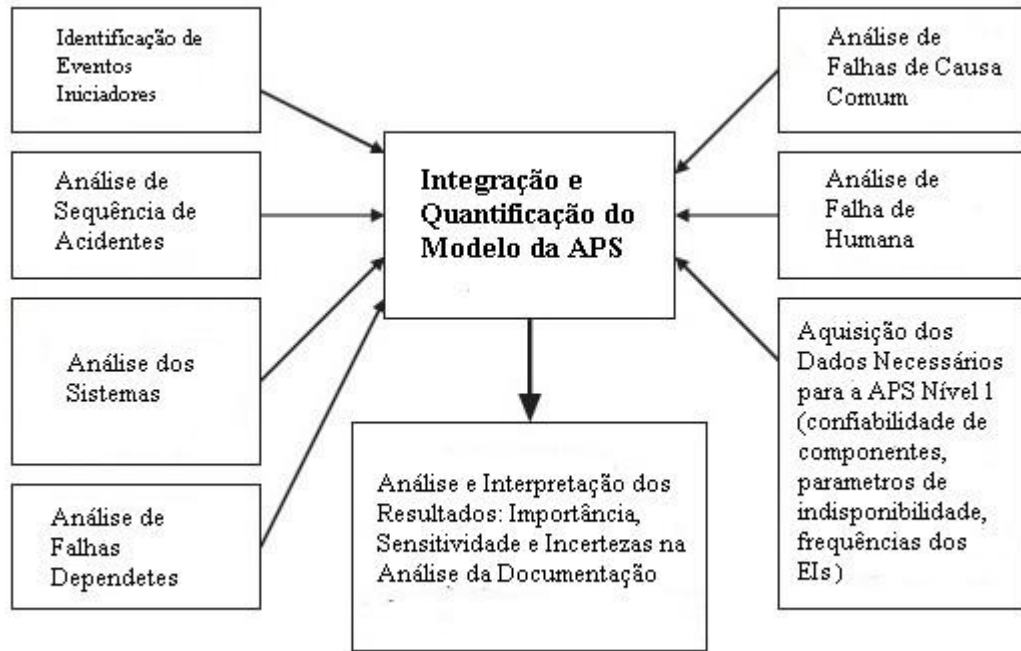 Identificação de
Eventos
Iniciadores
Análise de
Sequência de
Acidentes
Análise dos
Sistemas
Análise de
Falhas
Dependetes
Integração e
Quantificação do
Modelo da APS
Análise e Interpretação dos
Resultados: Importância,
Sensitividade e Incertezas na
Análise da Documentação
Análise de
Falhas de Causa
Comum
Análise de
Falha de
Humana
Aquisição dos
Dados Necessários
para a APS Nível 1
(confiabilidade de
componentes,
parametros de
indisponibilidade,
frequências dos
EIs)